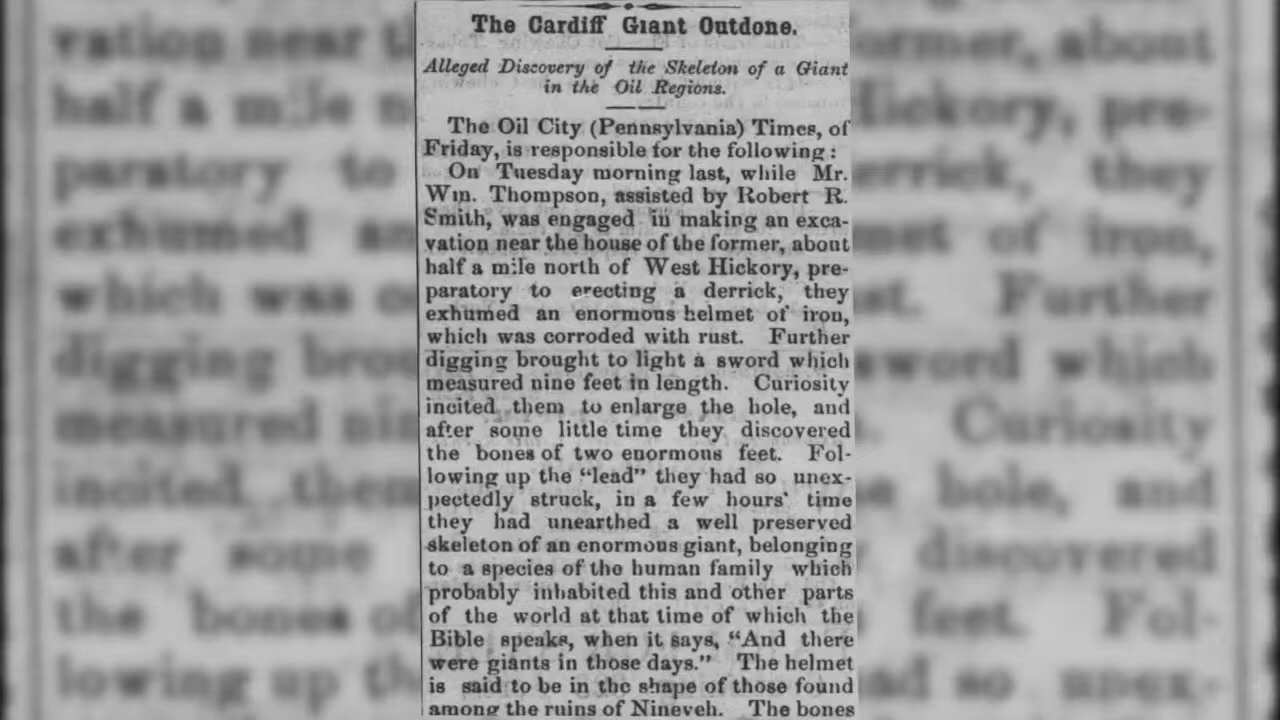 The Cardiff Giant Outdone.
Alleged Discovery of the Skeleton of a Giant
in the Oil Regions.
The Oil City (Pennsylvania) Times, of
Friday, is responsible for the following:
On Tuesday morning last, while Mr.
Wm. Thompson, assisted by Robert R.
Smith, was engaged in making an exca-
vation near the house of the former, about
half a mile north of West Hickory, pre-
paratory to erecting a derrick, they
exhumed an enormous helmet of iron,
which was corroded with rust. Further
digging brought to light a sword which
measured nine feet in length. Curiosity
incited them to enlarge the hole, and
after some little time they discovered
the bones of two enormous feet. Fol-
lowing up the “lead” they had so unex-
pectedly struck, in a few hours' time
they had unearthed a well preserved
skeleton of an enormous giant, belonging
to a species of the human family which
probably inhabited this and other parts
of the world at that time of which the
Bible speaks, when it says, “And there
were giants in those days.” The helmet
is said to be in the shape of those found
among the ruins of Nineveh. The bones